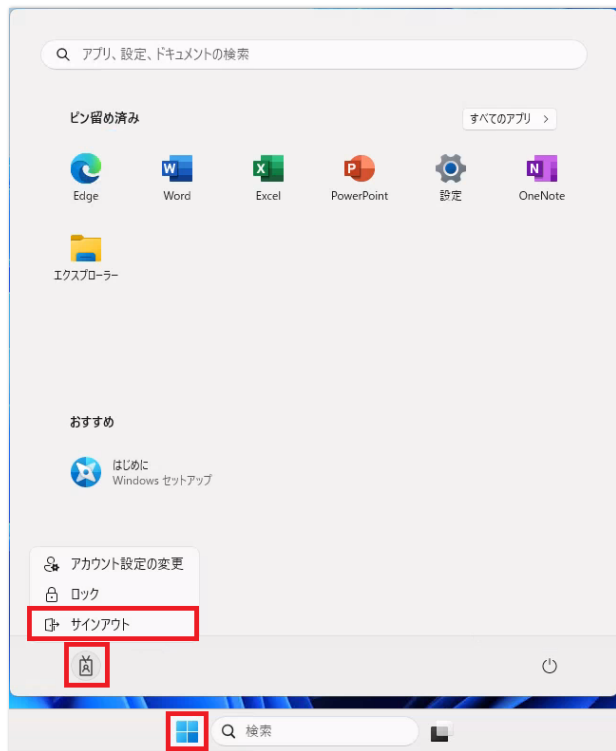 アプリ、設定、ドキュメントの検索
ピン留め済み
すべてのアプリ
Edge
Word
Excel
PowerPoint
設定
OneNote
エクスプローラー
おすすめ
はじめに
Windows セットアップ
アカウント設定の変更
ロック
サインアウト
検索